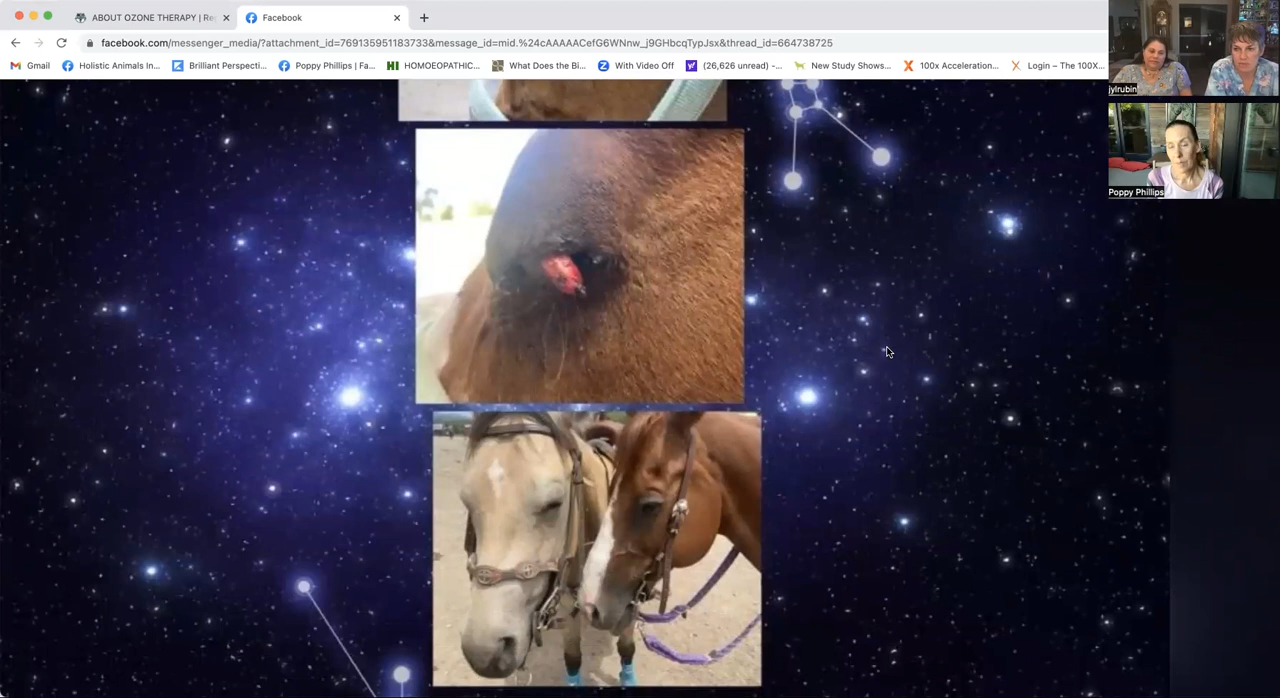 ABOUT OZONE THERAPY | Re
Facebook
facebook.com/messenger_media/?attachment_id=769135951183733&message_id=mid.%24cAAAAACefG6WNnw_j9GHbcqTypJsx&thread_id=664738725
Gmail
Holistic Animals In...
Brilliant Perspecti...
Poppy Phillips | Fa...
HOMOEOPATHIC...
What Does the Bi...
With Video Off
(26,626 unread) -...
New Study Shows...
100x Acceleration...
Login – The 100X...
jylrubin
Poppy Phillips